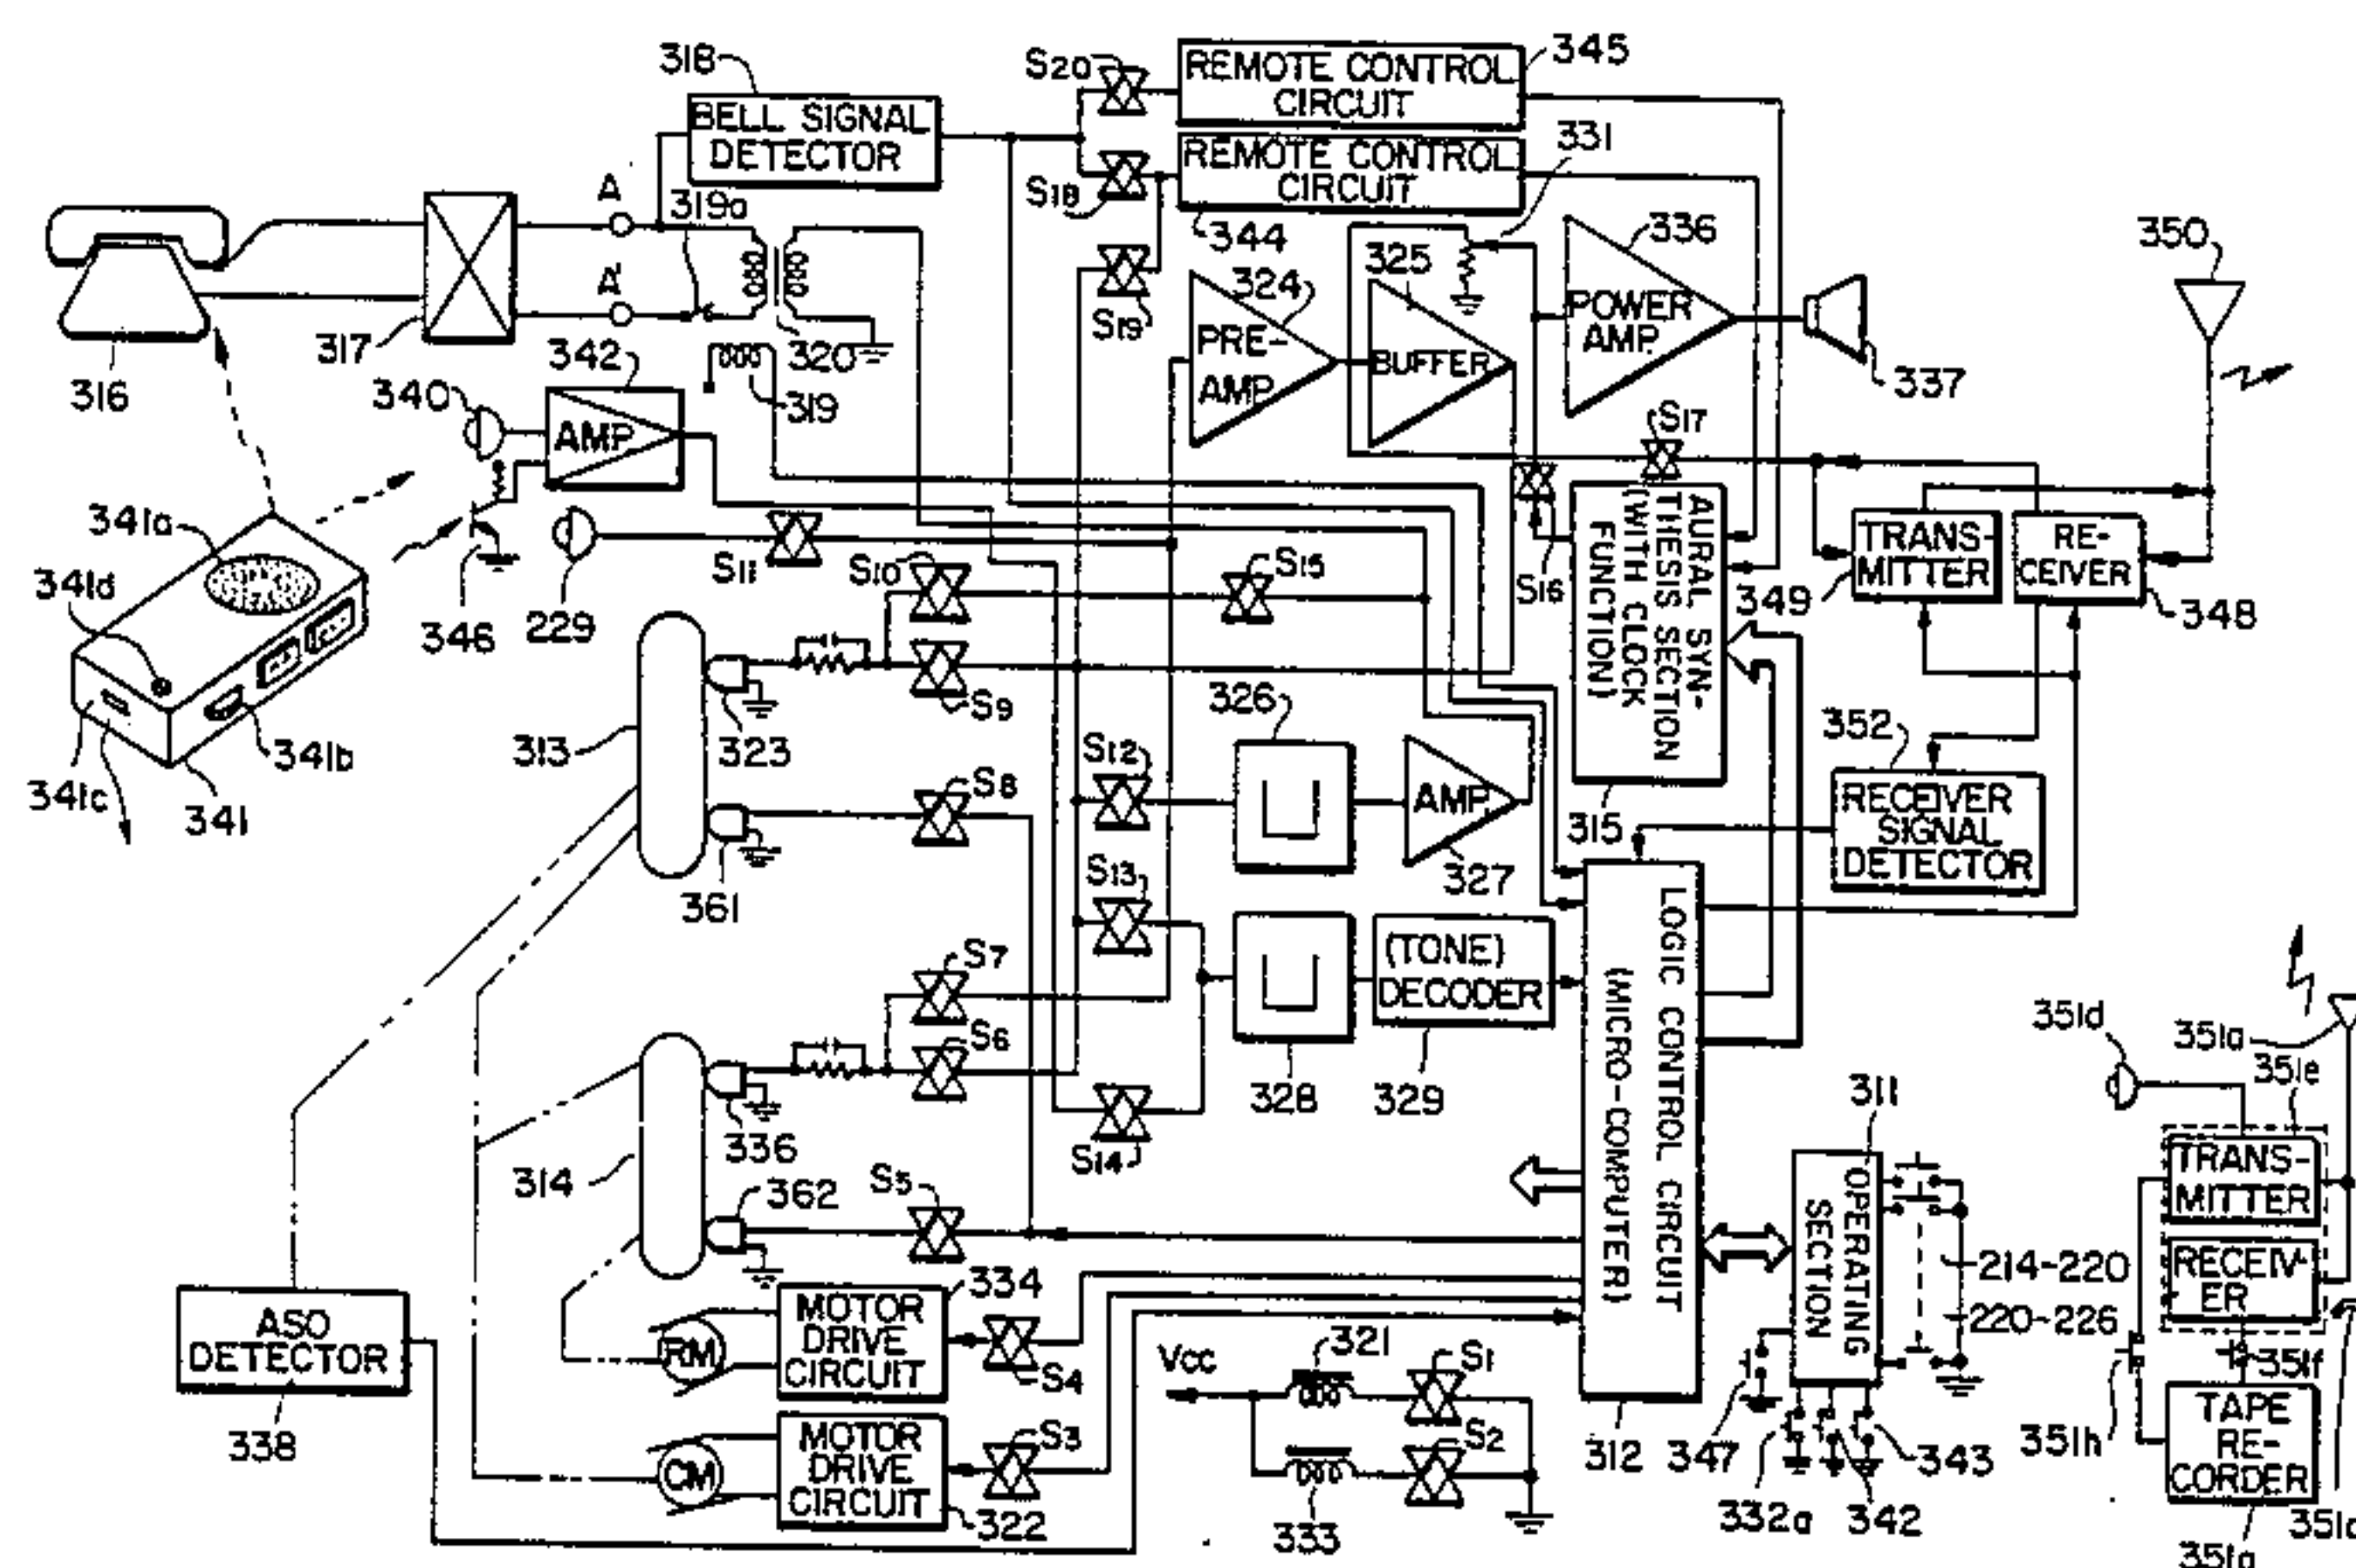 318
S20
REMOTE CONTROL
CIRCUIT
345
BELL SIGNAL
DETECTOR
REMOTE CONTROL
CIRCUIT
331
S18
344
A
319a
A'
S19
324
PRE-
AMP
325
BUFFER
336
POWER
AMP
337
350
316
317
342
320
319
340
AMP
S17
341a
341d
346
229
S11
S10
S15
S16
AURAL SYN-
THESIS SECTION
(WITH CLOCK
FUNCTION)
349
TRANS-
MITTER
RE-
CEIVER
348
341c
341
341b
313
323
S9
S12
326
AMP
327
315
352
RECEIVER
SIGNAL
DETECTOR
S8
361
S13
(TONE)
DECODER
328
329
LOGIC CONTROL CIRCUIT
(MICRO-COMPUTER)
S7
S6
336
314
S14
S5
362
311
OPERATING
SECTION
214-220
220-226
351d
351a
351e
TRANS-
MITTER
RECEIV-
ER
351f
351h
TAPE RE-
CORDER
351g
ASO
DETECTOR
338
RM
334
MOTOR
DRIVE
CIRCUIT
S4
CM
MOTOR
DRIVE
CIRCUIT
322
S3
Vcc
321
S1
S2
333
312
347
332a
342
343